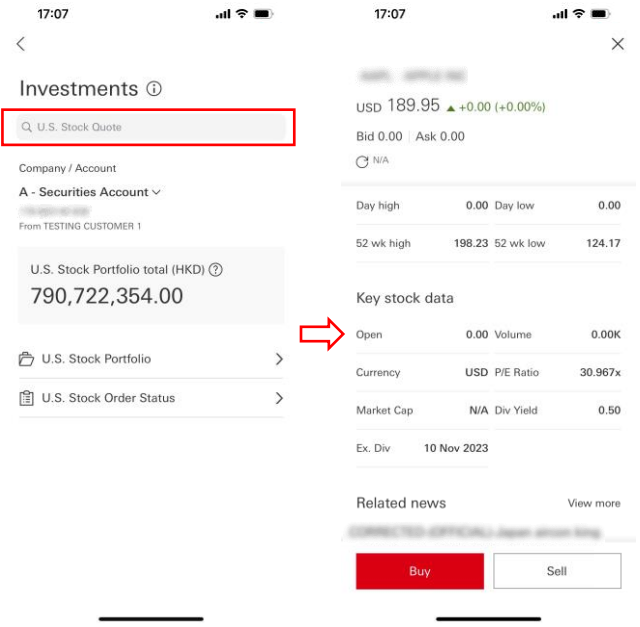 17:07
Investments
U.S. Stock Quote
Company / Account
A - Securities Account
From TESTING CUSTOMER 1
U.S. Stock Portfolio total (HKD)
790,722,354.00
U.S. Stock Portfolio
U.S. Stock Order Status
17:07
USD 189.95 +0.00 (+0.00%)
Bid 0.00 Ask 0.00
N/A
Day high 0.00 Day low 0.00
52 wk high 198.23 52 wk low 124.17
Key stock data
Open 0.00 Volume 0.00K
Currency USD P/E Ratio 30.967x
Market Cap N/A Div Yield 0.50
Ex. Div 10 Nov 2023
Related news View more
Buy Sell